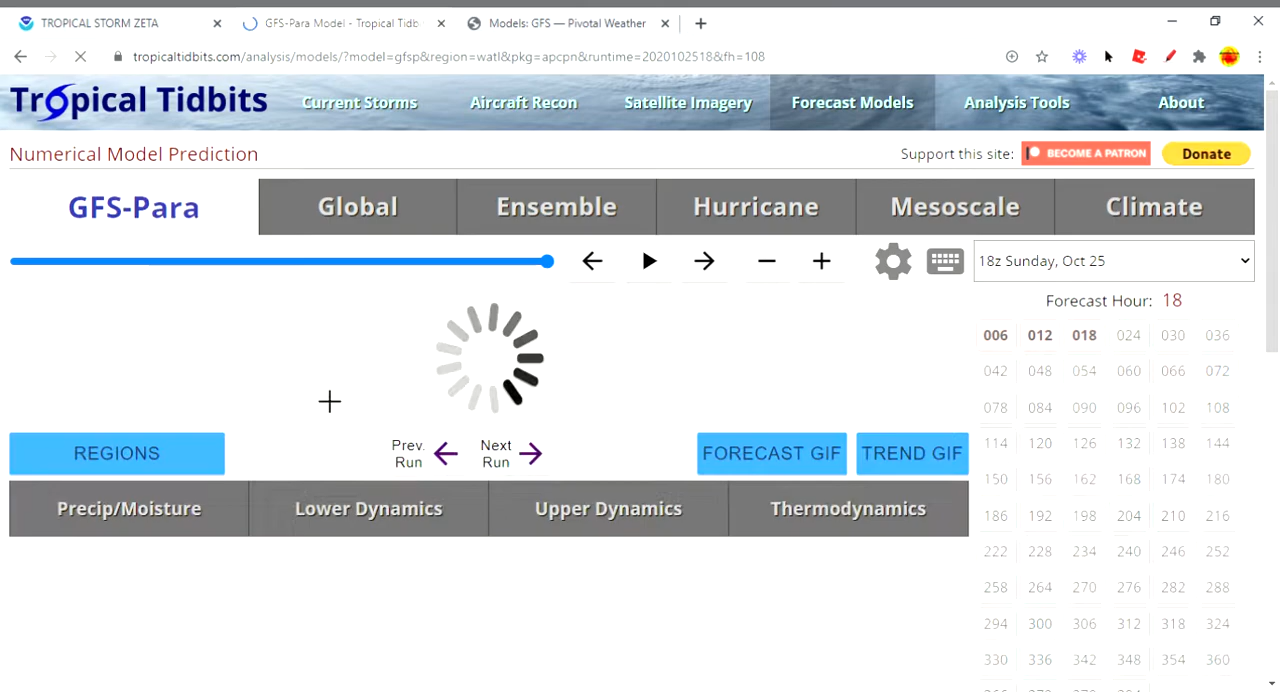 TROPICAL STORM ZETA
GFS-Para Model - Tropical Tidb
Models: GFS — Pivotal Weather
tropicaltidbits.com/analysis/models/?model=gfsp&region=watl&pkg=apcpn&runtime=2020102518&fh=108
Tropical Tidbits
Current Storms
Aircraft Recon
Satellite Imagery
Forecast Models
Analysis Tools
About
Numerical Model Prediction
Support this site:
BECOME A PATRON
Donate
GFS-Para
Global
Ensemble
Hurricane
Mesoscale
Climate
18z Sunday, Oct 25
Forecast Hour: 18
006 012 018 024 030 036
042 048 054 060 066 072
078 084 090 096 102 108
114 120 126 132 138 144
150 156 162 168 174 180
186 192 198 204 210 216
222 228 234 240 246 252
258 264 270 276 282 288
294 300 306 312 318 324
330 336 342 348 354 360
REGIONS
Prev.
Run
Next
Run
FORECAST GIF
TREND GIF
Precip/Moisture
Lower Dynamics
Upper Dynamics
Thermodynamics